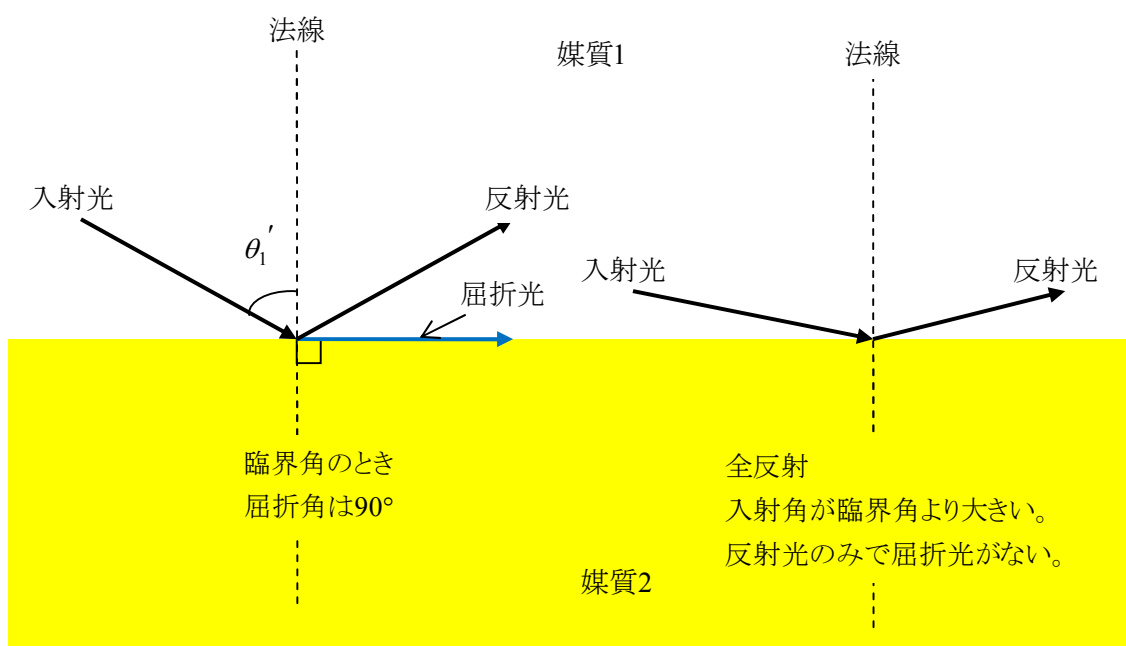 法線
媒質1
法線
入射光
反射光
θ₁′
屈折光
入射光
反射光
臨界角のとき
屈折角は90°
全反射
入射角が臨界角より大きい。
反射光のみで屈折光がない。
媒質2